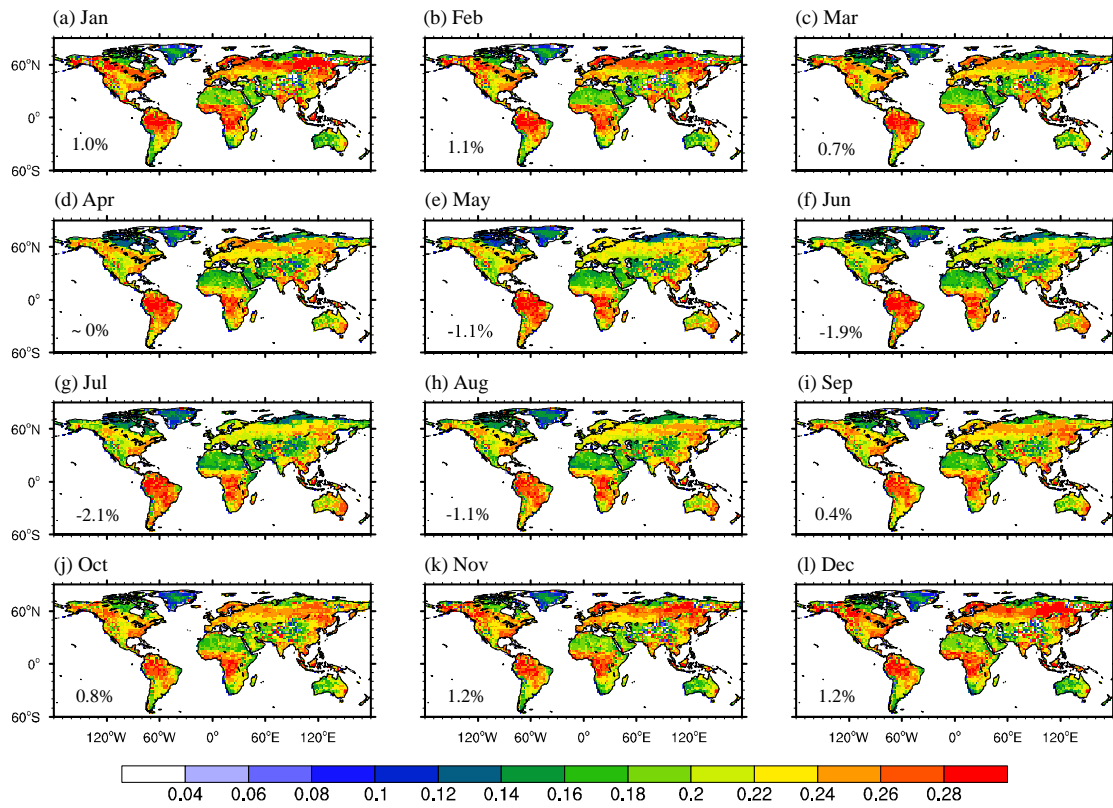 (a) Jan (b) Feb (c) Mar
60°N
0°
60°S
1.0% 1.1% 0.7%
(d) Apr (e) May (f) Jun
60°N
0°
60°S
~ 0% -1.1% -1.9%
(g) Jul (h) Aug (i) Sep
60°N
0°
60°S
-2.1% -1.1% 0.4%
(j) Oct (k) Nov (l) Dec
60°N
0°
60°S
0.8% 1.2% 1.2%
120°W 60°W 0° 60°E 120°E 120°W 60°W 0° 60°E 120°E 120°W 60°W 0° 60°E 120°E
0.04 0.06 0.08 0.1 0.12 0.14 0.16 0.18 0.2 0.22 0.24 0.26 0.28